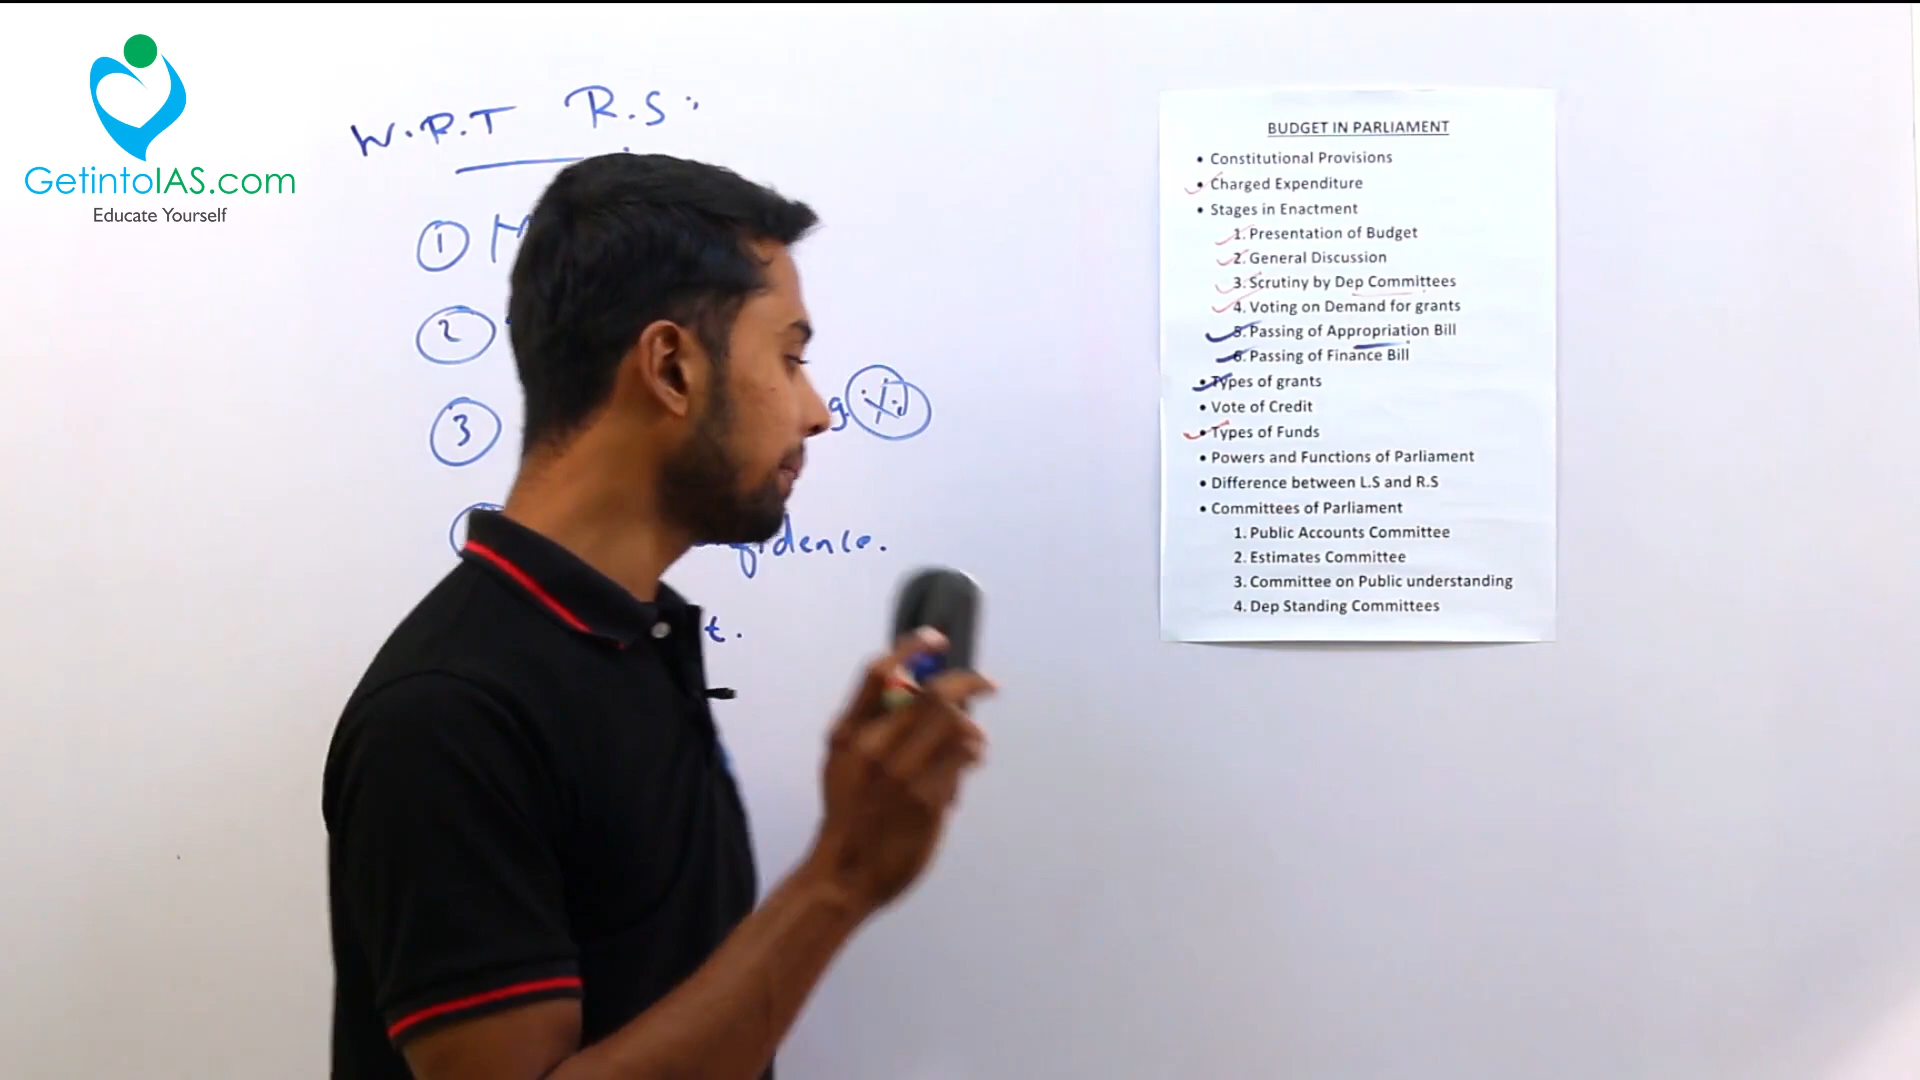 GetintoIAS.com
Educate Yourself
W.R.T R.S:
1
2
3
t.
BUDGET IN PARLIAMENT
• Constitutional Provisions
• Charged Expenditure
• Stages in Enactment
1. Presentation of Budget
2. General Discussion
3. Scrutiny by Dep Committees
4. Voting on Demand for grants
5. Passing of Appropriation Bill
6. Passing of Finance Bill
• Types of grants
• Vote of Credit
• Types of Funds
• Powers and Functions of Parliament
• Difference between L.S and R.S
• Committees of Parliament
1. Public Accounts Committee
2. Estimates Committee
3. Committee on Public understanding
4. Dep Standing Committees